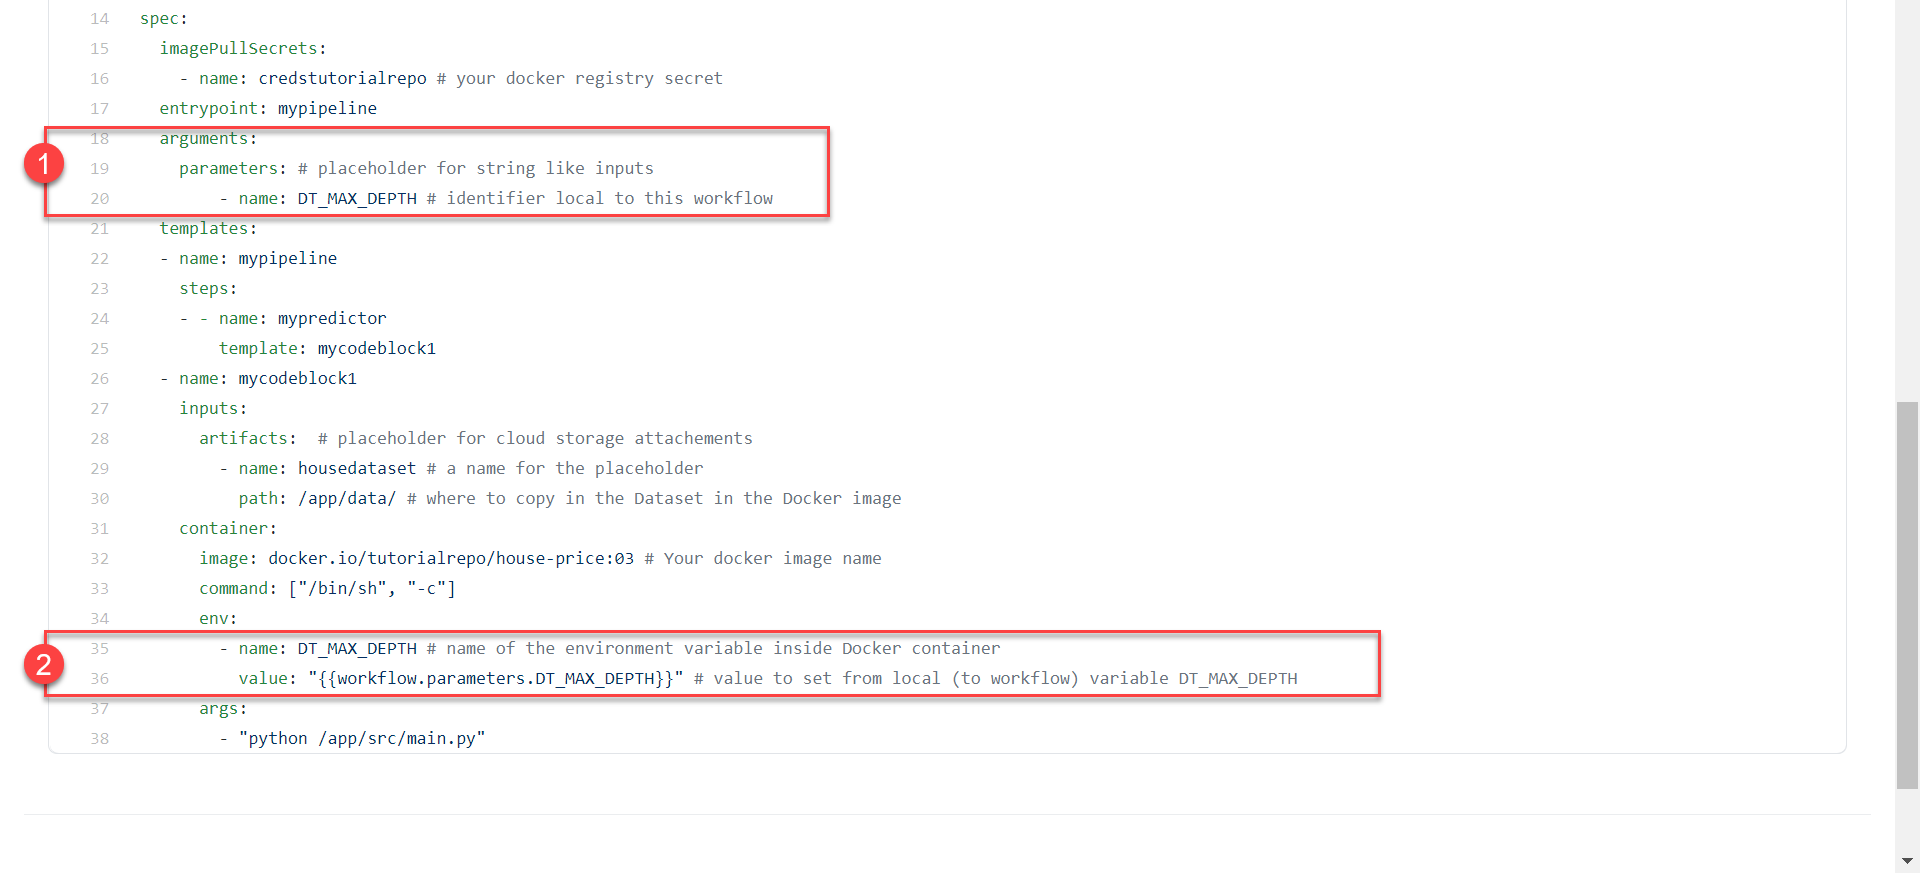 14 spec:
15 imagePullSecrets:
16 - name: credstutorialrepo # your docker registry secret
17 entrypoint: mypipeline
18 arguments:
1
19 parameters: # placeholder for string like inputs
20 - name: DT_MAX_DEPTH # identifier local to this workflow
21 templates:
22 - name: mypipeline
23 steps:
24 - - name: mypredictor
25 template: mycodeblock1
26 - name: mycodeblock1
27 inputs:
28 artifacts:  # placeholder for cloud storage attachements
29 - name: housedataset # a name for the placeholder
30 path: /app/data/ # where to copy in the Dataset in the Docker image
31 container:
32 image: docker.io/tutorialrepo/house-price:03 # Your docker image name
33 command: ["/bin/sh", "-c"]
34 env:
35 - name: DT_MAX_DEPTH # name of the environment variable inside Docker container
2
36 value: "{{workflow.parameters.DT_MAX_DEPTH}}" # value to set from local (to workflow) variable DT_MAX_DEPTH
37 args:
38 - "python /app/src/main.py"